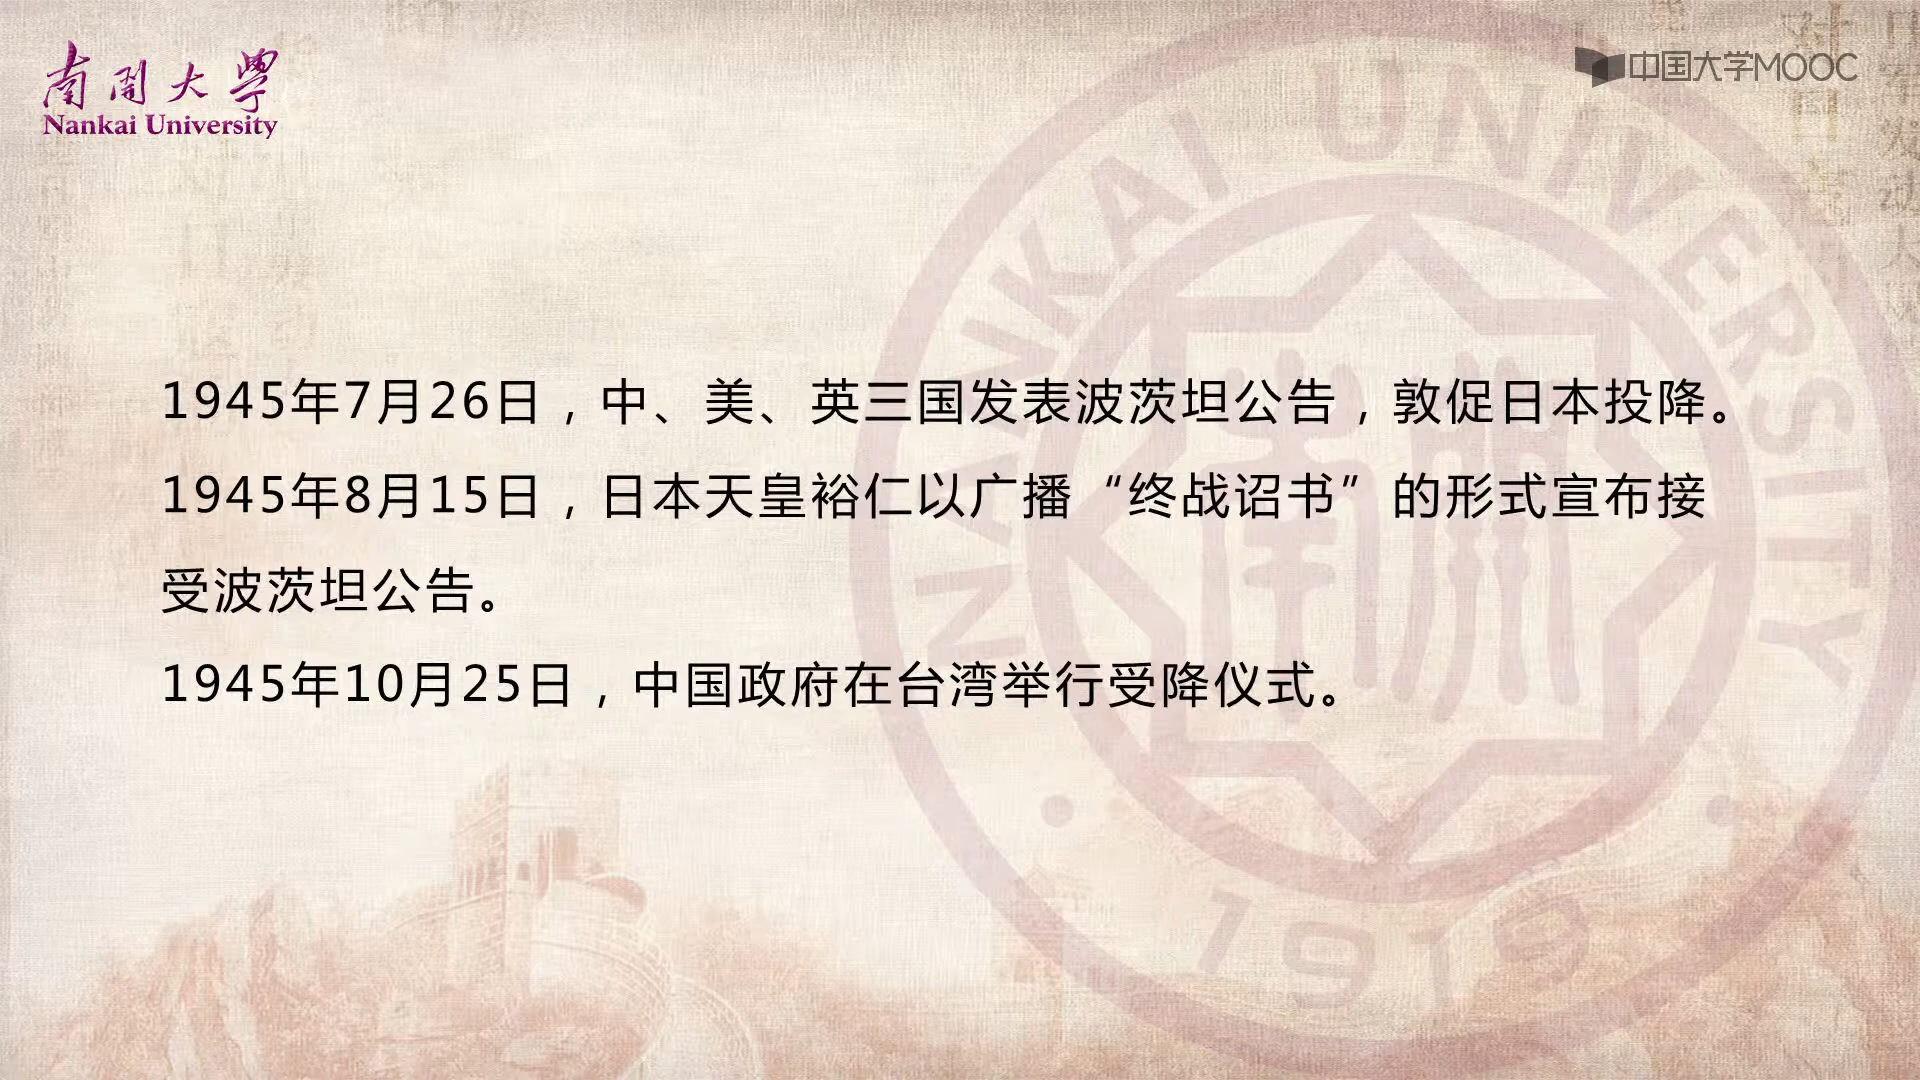 南開大學
Nankai University
中国大学MOOC
NANKAI UNIVERSITY
南開
1945年7月26日，中、美、英三国发表波茨坦公告，敦促日本投降。
1945年8月15日，日本天皇裕仁以广播“终战诏书”的形式宣布接
受波茨坦公告。
1945年10月25日，中国政府在台湾举行受降仪式。
1919